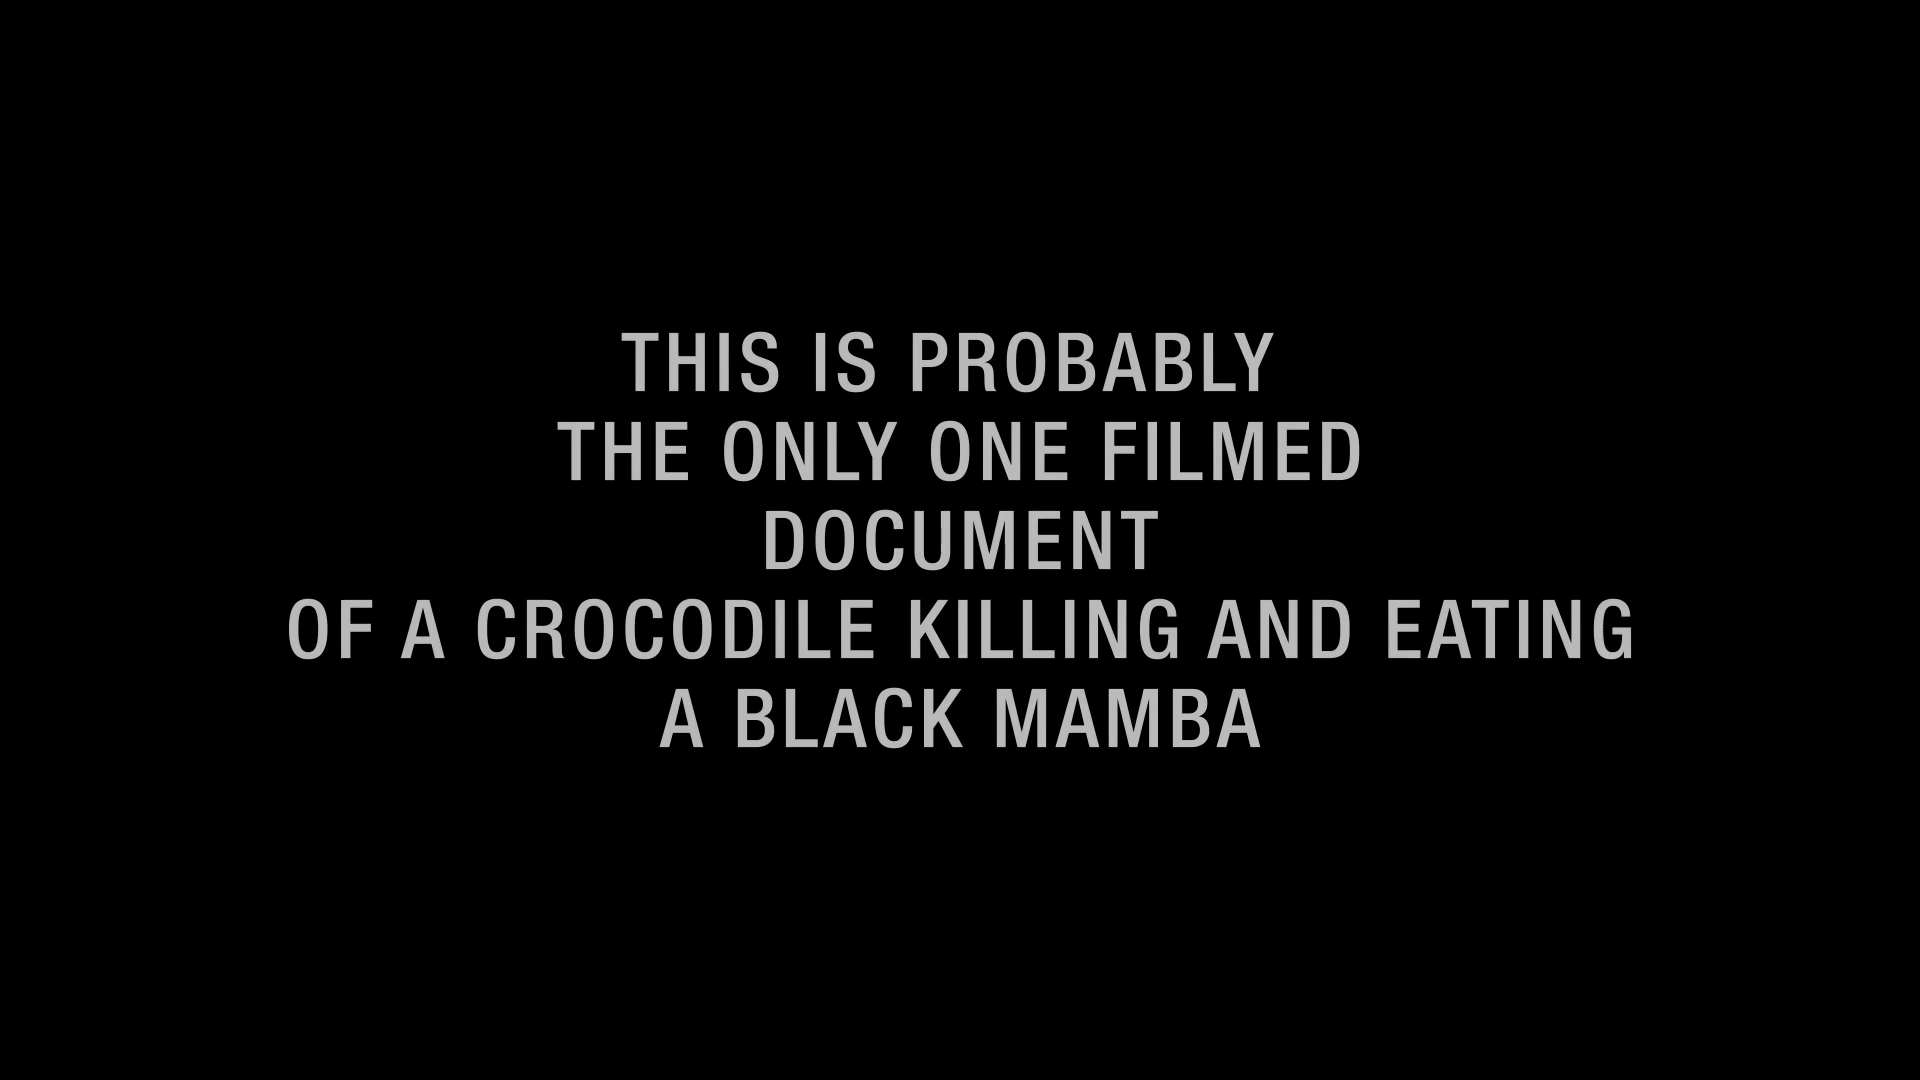 THIS IS PROBABLY
THE ONLY ONE FILMED
DOCUMENT
OF A CROCODILE KILLING AND EATING
A BLACK MAMBA